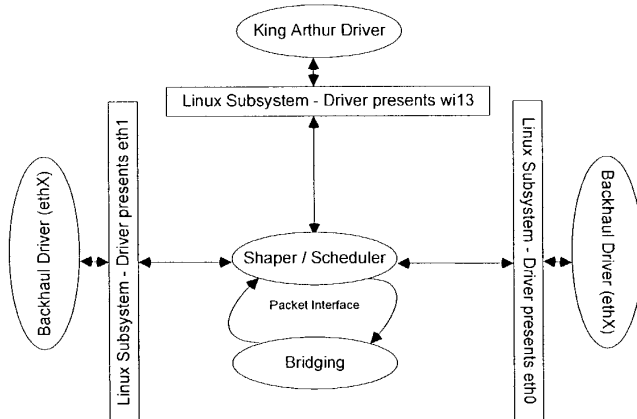 King Arthur Driver
Linux Subsystem - Driver presents wi13
Backhaul Driver (ethX)
Linux Subsystem - Driver presents eth1
Shaper / Scheduler
Packet Interface
Bridging
Linux Subsystem - Driver presents eth0
Backhaul Driver (ethX)